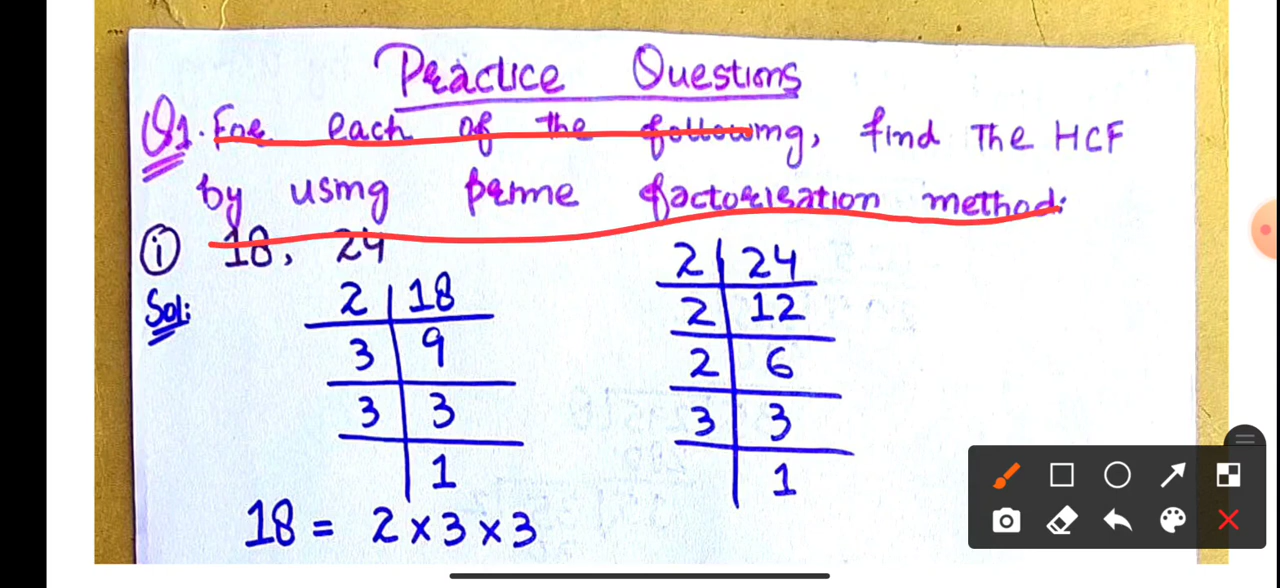 Practice Questions
Q1. For each of the following, find The HCF
by using prime factorisation method:
i 18, 24
Sol:
2 18
3 9
3 3
1
18 = 2 × 3 × 3
2 24
2 12
2 6
3 3
1